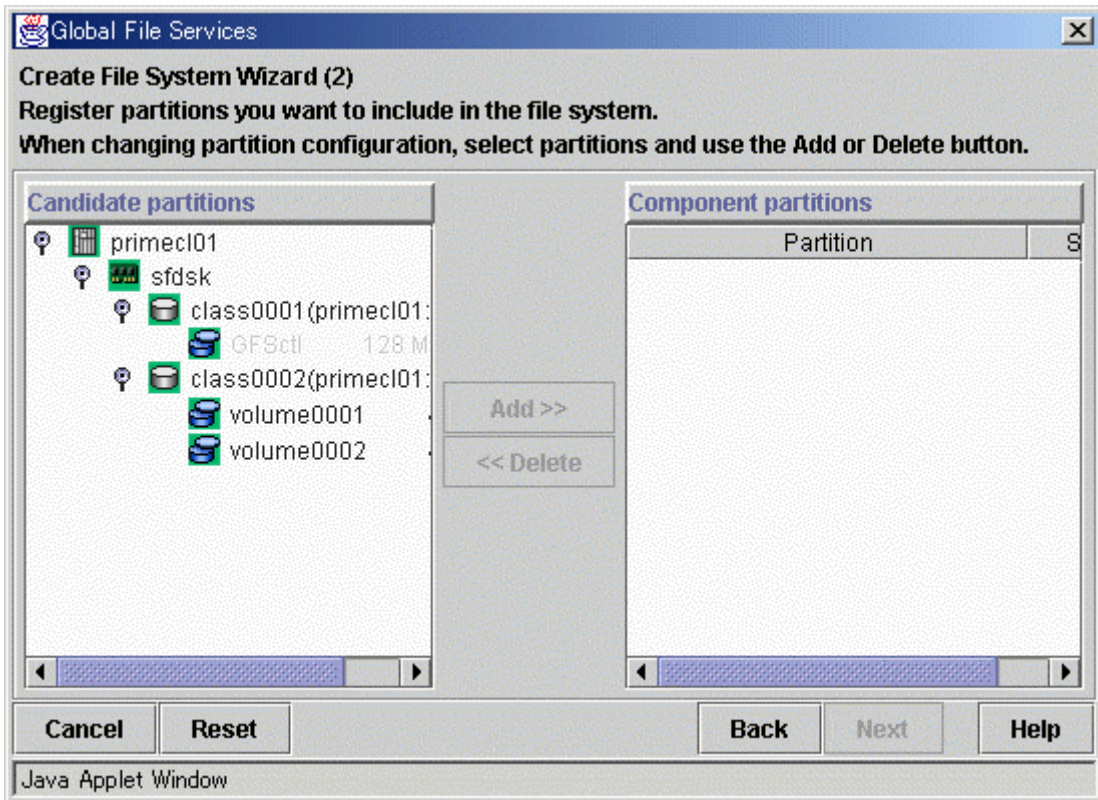 Global File Services
Create File System Wizard (2)
Register partitions you want to include in the file system.
When changing partition configuration, select partitions and use the Add or Delete button.
Candidate partitions
primecl01
sfdsk
class0001(primecl01:
GFSctl 128 M
class0002(primecl01:
volume0001
volume0002
Add >>
<< Delete
Component partitions
Partition S
Cancel Reset Back Next Help
Java Applet Window